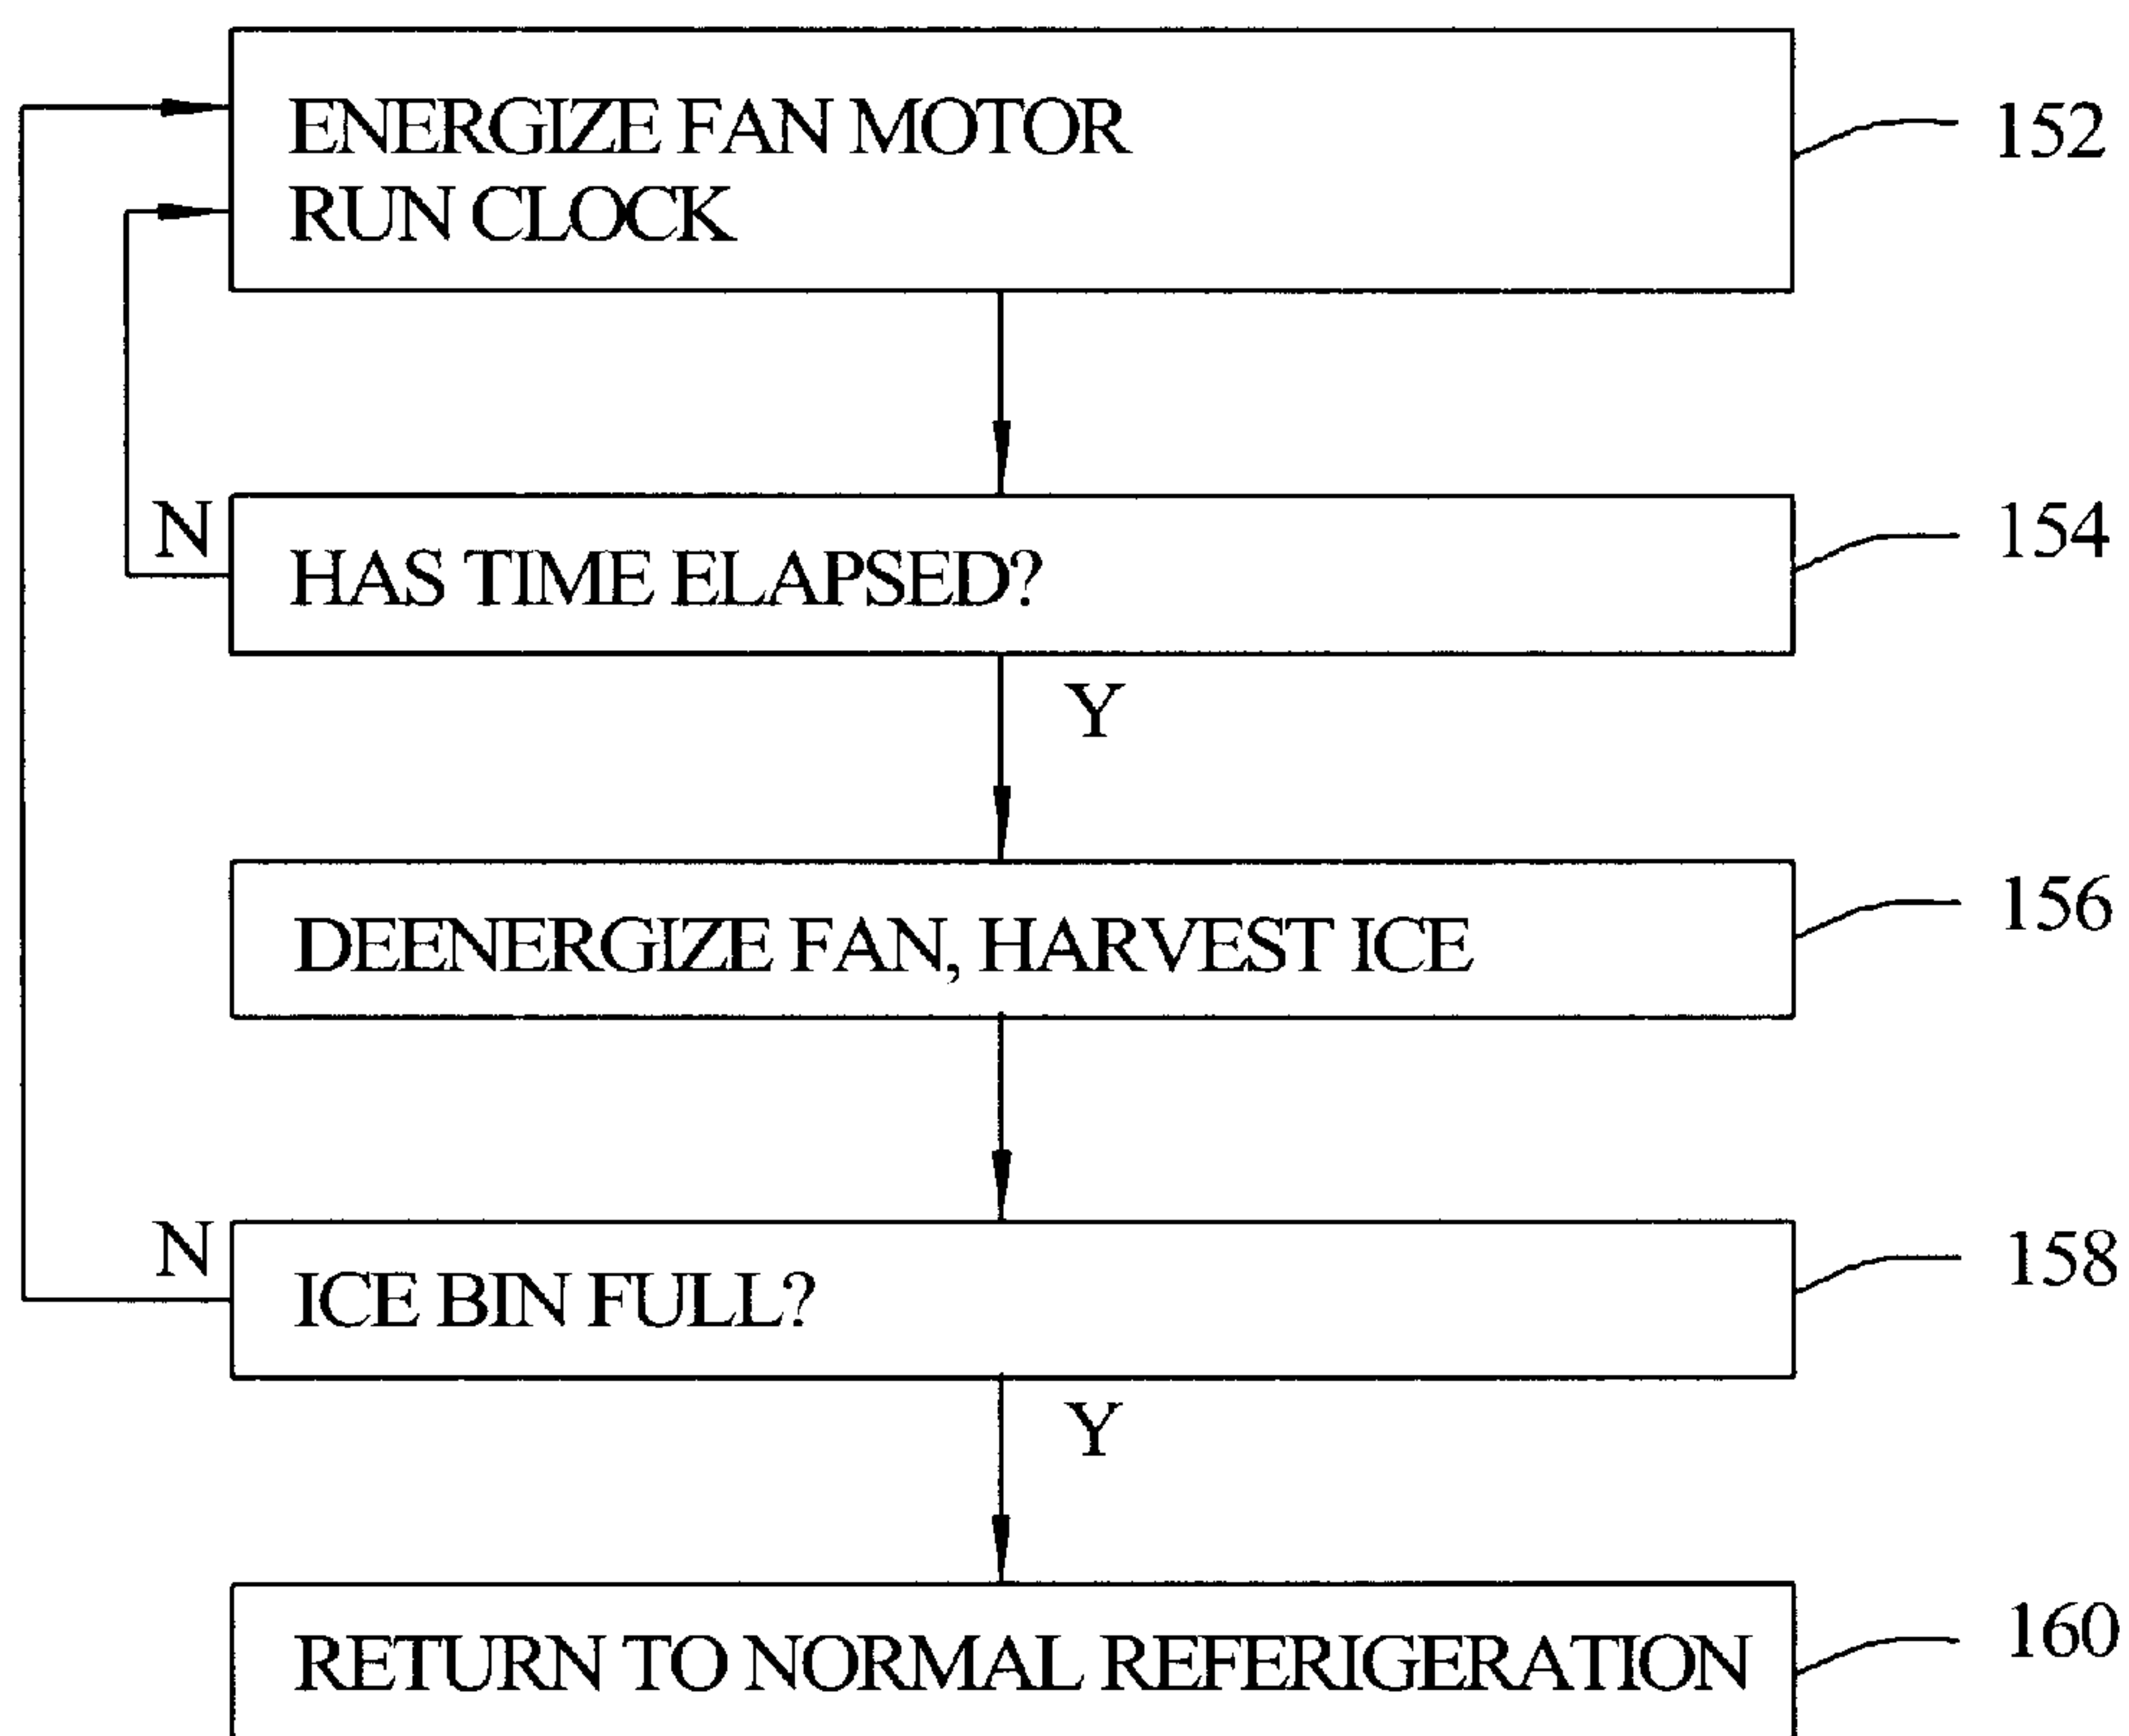 ENERGIZE FAN MOTOR
RUN CLOCK
152
N
HAS TIME ELAPSED?
154
Y
DEENERGIZE FAN, HARVEST ICE
156
N
ICE BIN FULL?
158
Y
RETURN TO NORMAL REFERIGERATION
160